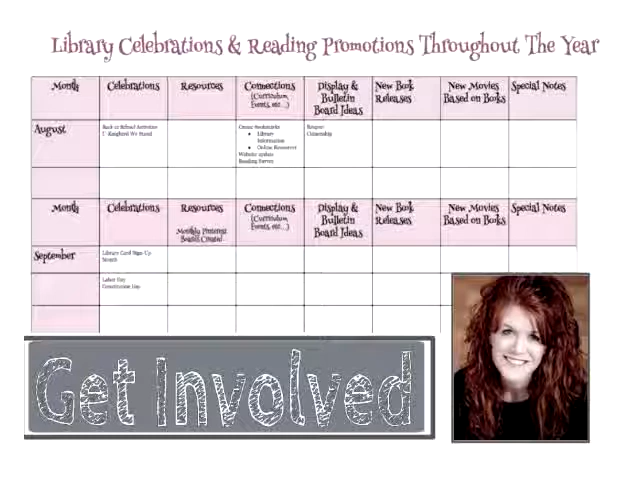 Library Celebrations & Reading Promotions Throughout The Year
Month Celebrations Resources Connections (Curriculum, Events, etc...) Display & Bulletin Board Ideas New Book Releases New Movies Based on Books Special Notes
August
Back to School Activities
Create Bookmarks
Library Information
Online Resources
Website update
Reading Survey
Respect
Citizenship
Month Celebrations Resources Connections (Curriculum, Events, etc...) Display & Bulletin Board Ideas New Book Releases New Movies Based on Books Special Notes
Monthly Pinterest Boards Created
September
Library Card Sign-Up Month
Labor Day
Constitution Day
Get Involved